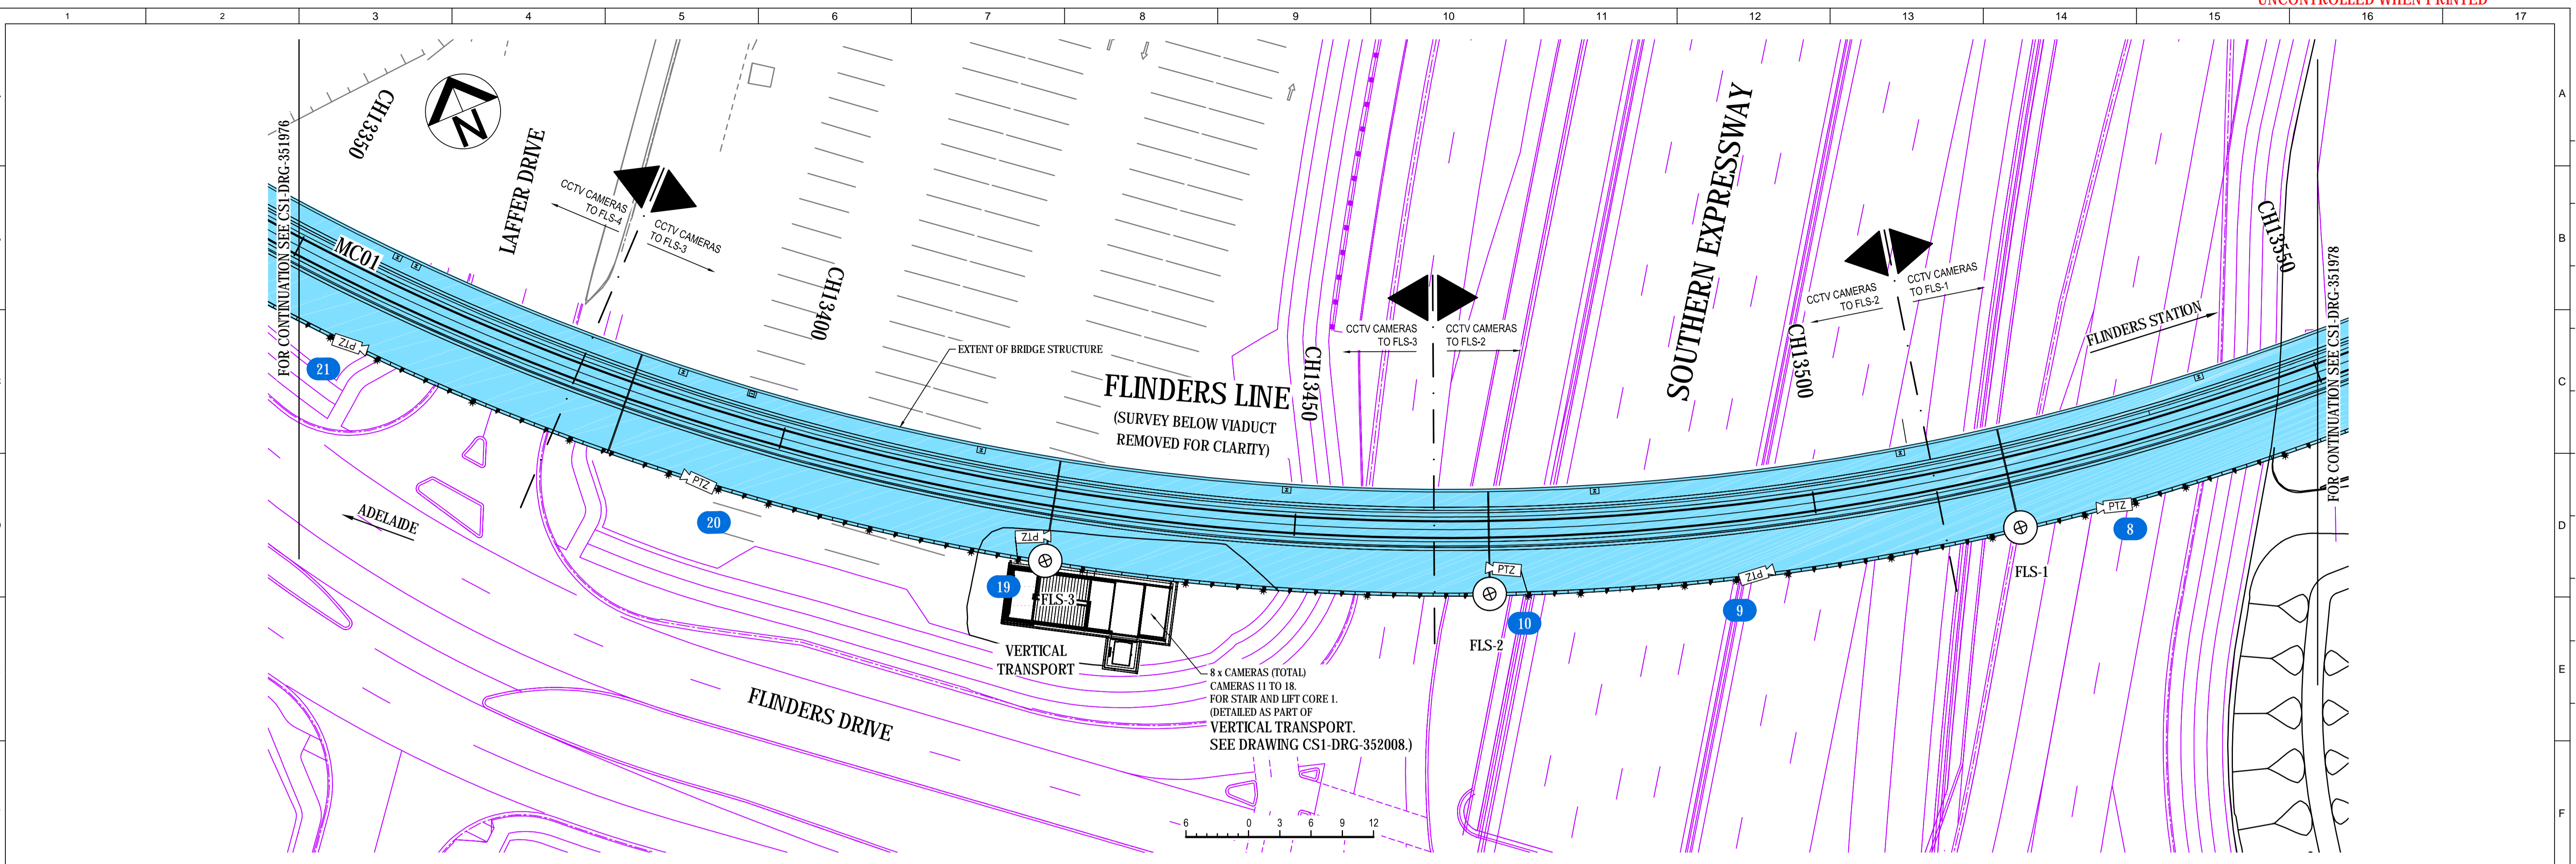 UNCONTROLLED WHEN PRINTED
1 2 3 4 5 6 7 8 9 10 11 12 13 14 15 16 17
A
B
C
D
E
F
FOR CONTINUATION SEE CS1-DRG-351976
CH13350
N
LAFFER DRIVE
CCTV CAMERAS
TO FLS-4
CCTV CAMERAS
TO FLS-3
MC01
CH13400
EXTENT OF BRIDGE STRUCTURE
FLINDERS LINE
(SURVEY BELOW VIADUCT
REMOVED FOR CLARITY)
CH13450
CCTV CAMERAS
TO FLS-3
CCTV CAMERAS
TO FLS-2
SOUTHERN EXPRESSWAY
CH13500
CCTV CAMERAS
TO FLS-2
CCTV CAMERAS
TO FLS-1
FLINDERS STATION
CH13550
FOR CONTINUATION SEE CS1-DRG-351978
PTZ
21
ADELAIDE
PTZ
20
PTZ
19
FLS-3
VERTICAL
TRANSPORT
PTZ
10
FLS-2
PTZ
9
FLS-1
PTZ
8
8 x CAMERAS (TOTAL)
CAMERAS 11 TO 18.
FOR STAIR AND LIFT CORE 1.
(DETAILED AS PART OF
VERTICAL TRANSPORT.
SEE DRAWING CS1-DRG-352008.)
FLINDERS DRIVE
6 0 3 6 9 12